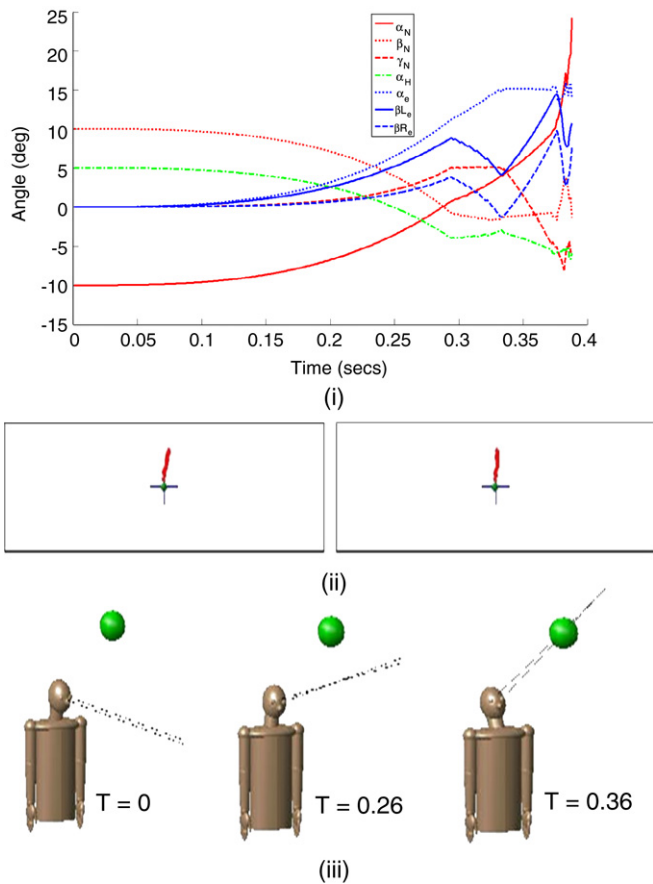 25
20
15
10
5
0
-5
-10
-15
Angle (deg)
α_N
β_N
γ_N
α_H
α_e
βL_e
βR_e
0 0.05 0.1 0.15 0.2 0.25 0.3 0.35 0.4
Time (secs)
(i)
(ii)
T = 0 T = 0.26 T = 0.36
(iii)